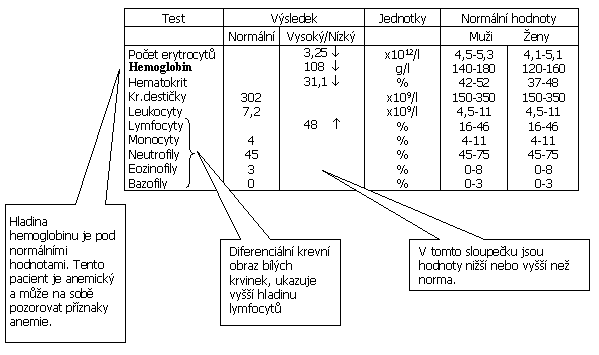 Test Výsledek Jednotky Normální hodnoty
Normální Vysoký/Nízký Muži Ženy
Počet erytrocytů 3,25 ↓ x10¹²/l 4,5-5,3 4,1-5,1
Hemoglobin 108 ↓ g/l 140-180 120-160
Hematokrit 31,1 ↓ % 42-52 37-48
Kr.destičky 302 x10⁹/l 150-350 150-350
Leukocyty 7,2 x10⁹/l 4,5-11 4,5-11
Lymfocyty 48 ↑ % 16-46 16-46
Monocyty 4 % 4-11 4-11
Neutrofily 45 % 45-75 45-75
Eozinofily 3 % 0-8 0-8
Bazofily 0 % 0-3 0-3
Hladina
hemoglobinu je pod
normálními
hodnotami. Tento
pacient je anemický
a může na sobě
pozorovat příznaky
anemie.
Diferenciální krevní
obraz bílých
krvinek, ukazuje
vyšší hladinu
lymfocytů
V tomto sloupečku jsou
hodnoty nižší nebo vyšší než
norma.